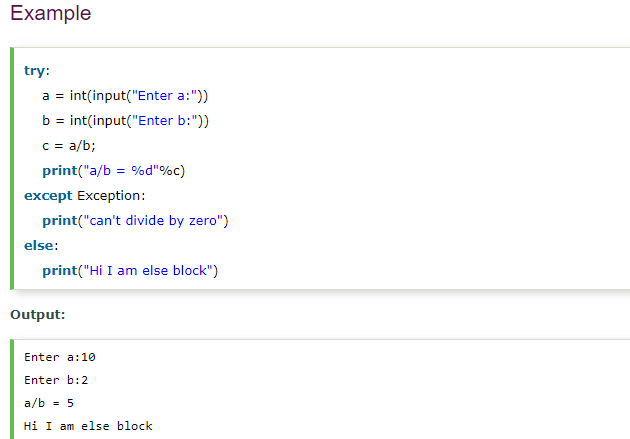 Example
try:
a = int(input("Enter a:"))
b = int(input("Enter b:"))
c = a/b;
print("a/b = %d"%c)
except Exception:
print("can't divide by zero")
else:
print("Hi I am else block")
Output:
Enter a:10
Enter b:2
a/b = 5
Hi I am else block